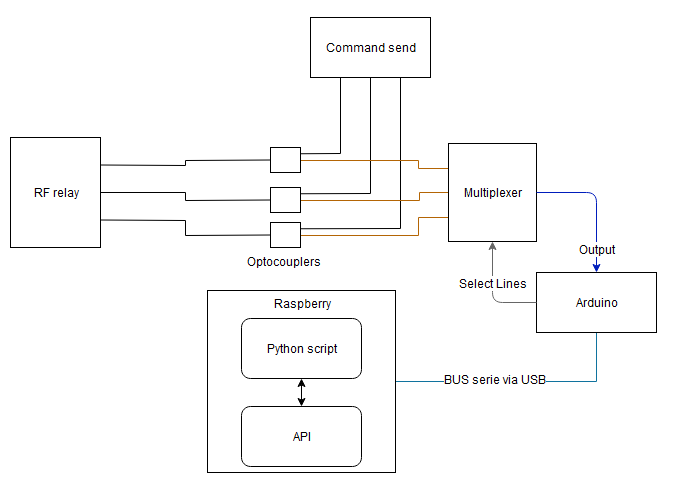 Command send
RF relay
Multiplexer
Optocouplers
Output
Select Lines
Arduino
Raspberry
Python script
BUS serie via USB
API